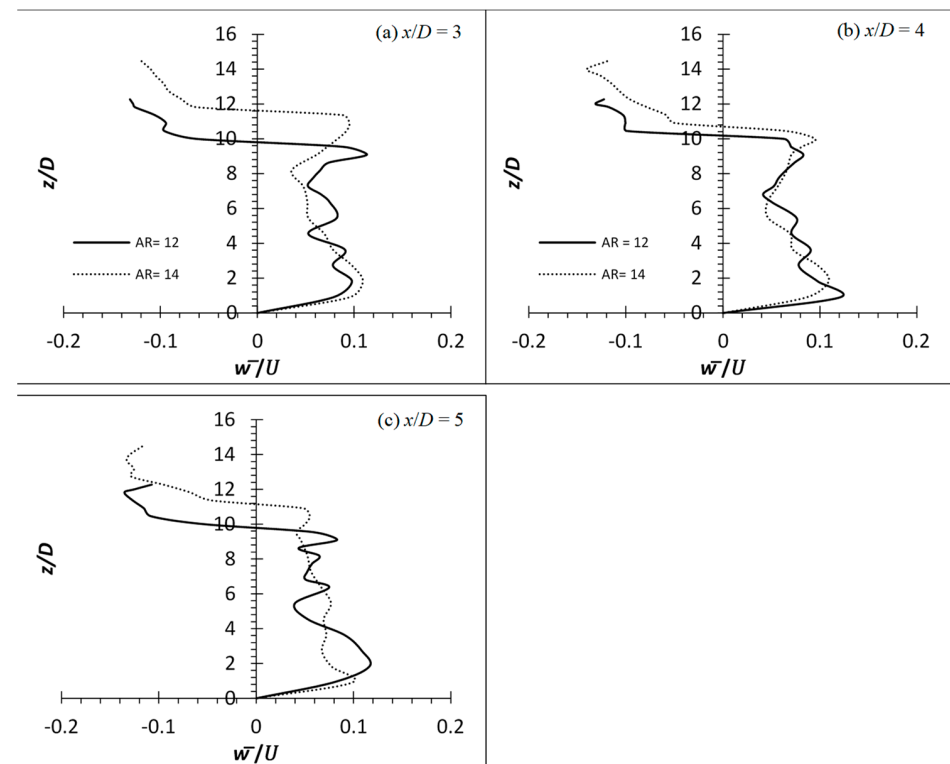 (a) x/D = 3
16
14
12
10
8
6
4
2
0
z/D
AR= 12
AR= 14
-0.2 -0.1 0 0.1 0.2
w̅/U
(b) x/D = 4
16
14
12
10
8
6
4
2
0
z/D
AR = 12
AR= 14
-0.2 -0.1 0 0.1 0.2
w̅/U
(c) x/D = 5
16
14
12
10
8
6
4
2
0
z/D
-0.2 -0.1 0 0.1 0.2
w̅/U